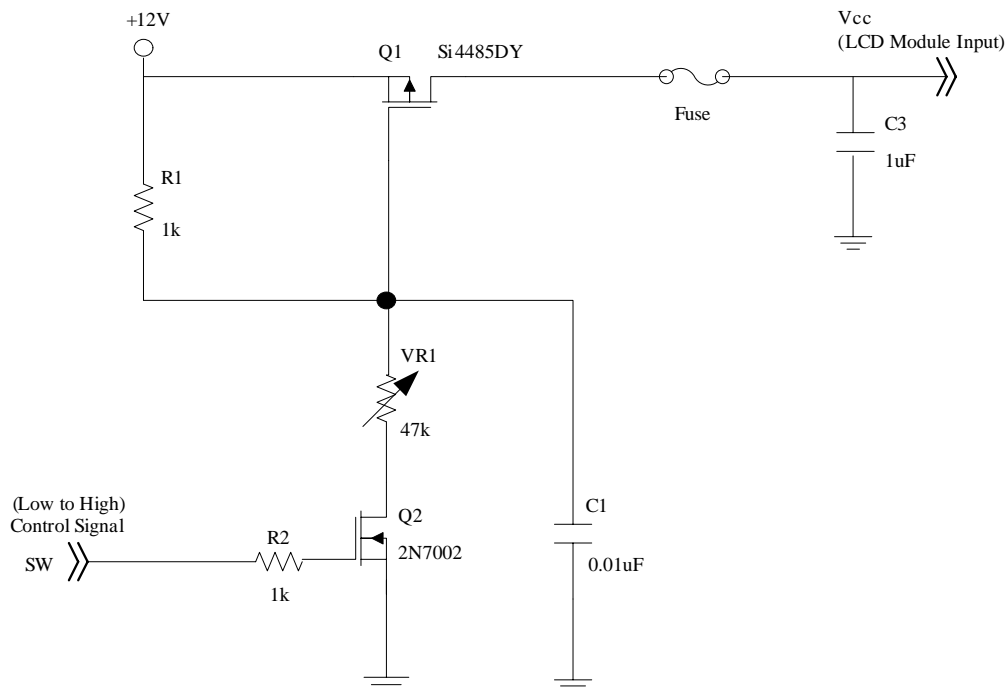 +12V
Q1
Si4485DY
Vcc
(LCD Module Input)
Fuse
C3
1uF
R1
1k
VR1
47k
(Low to High)
Control Signal
SW
R2
1k
Q2
2N7002
C1
0.01uF